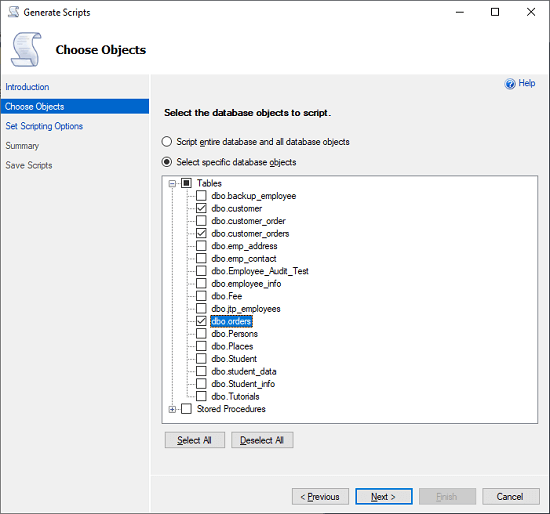 Generate Scripts
Choose Objects
Help
Introduction
Choose Objects
Set Scripting Options
Summary
Save Scripts
Select the database objects to script.
Script entire database and all database objects
Select specific database objects
Tables
dbo.backup_employee
dbo.customer
dbo.customer_order
dbo.customer_orders
dbo.emp_address
dbo.emp_contact
dbo.Employee_Audit_Test
dbo.employee_info
dbo.Fee
dbo.jtp_employees
dbo.orders
dbo.Persons
dbo.Places
dbo.Student
dbo.student_data
dbo.Student_info
dbo.Tutorials
Stored Procedures
Select All
Deselect All
< Previous
Next >
Finish
Cancel